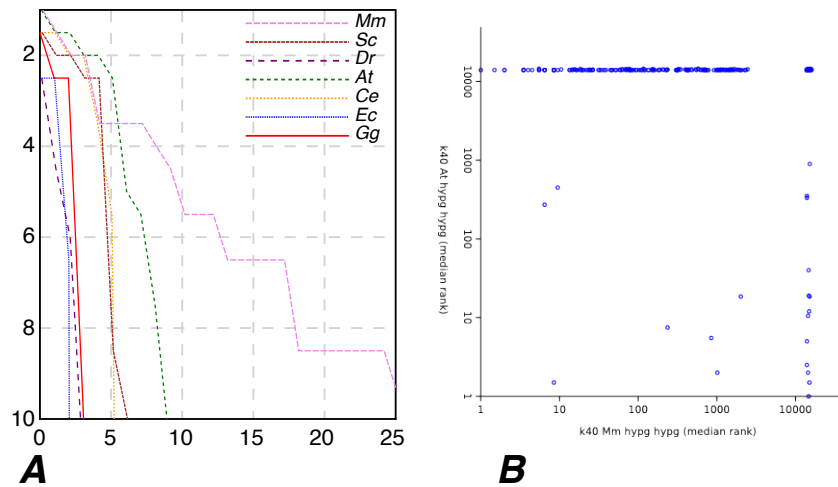 Mm
Sc
Dr
At
Ce
Ec
Gg
2
4
6
8
10
0 5 10 15 20 25
A
k40 At hypg hypg (median rank)
10000
1000
100
10
1
1 10 100 1000 10000
k40 Mm hypg hypg (median rank)
B